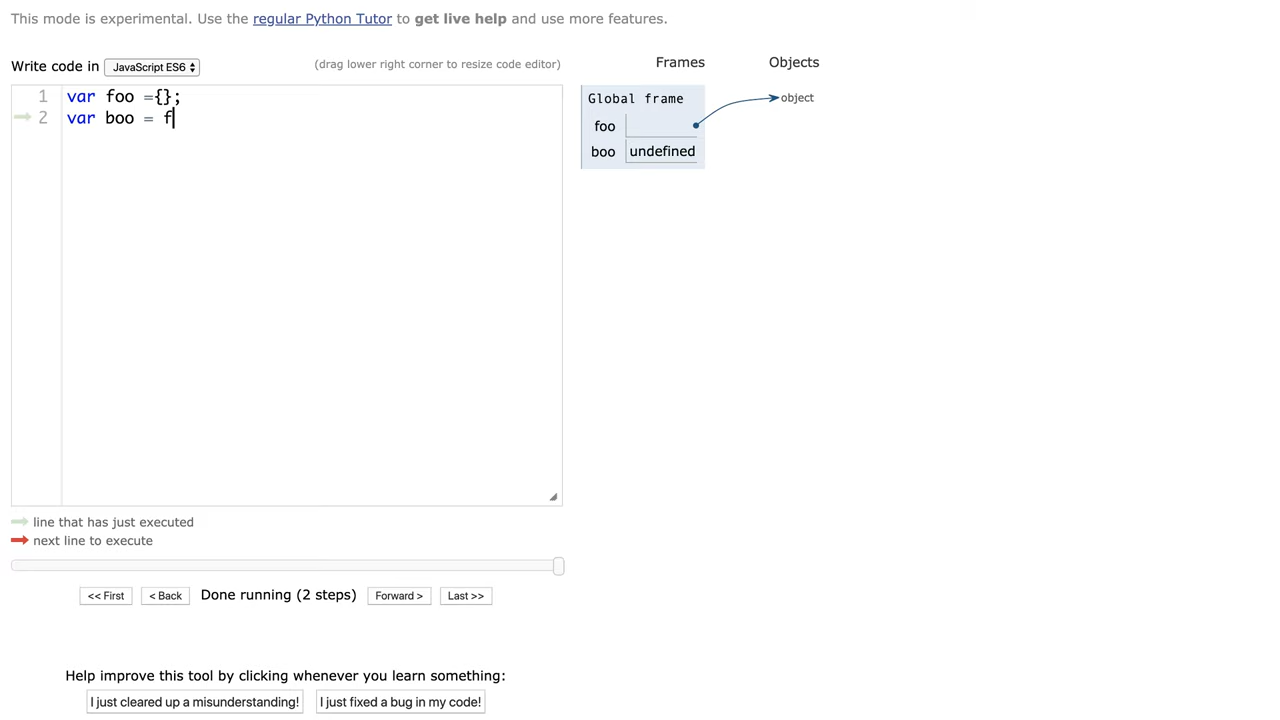 This mode is experimental. Use the regular Python Tutor to get live help and use more features.
Write code in JavaScript ES6 (drag lower right corner to resize code editor)
Frames Objects
1 var foo ={};
2 var boo = f
Global frame
foo
boo undefined
object
line that has just executed
next line to execute
<< First < Back Done running (2 steps) Forward > Last >>
Help improve this tool by clicking whenever you learn something:
I just cleared up a misunderstanding! I just fixed a bug in my code!